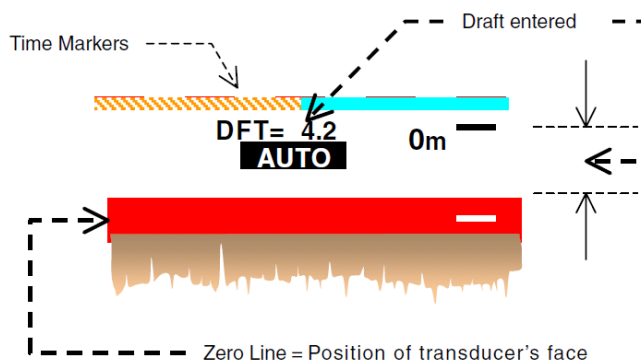 Draft entered
Time Markers
DFT= 4.2
AUTO
0m
Zero Line = Position of transducer's face